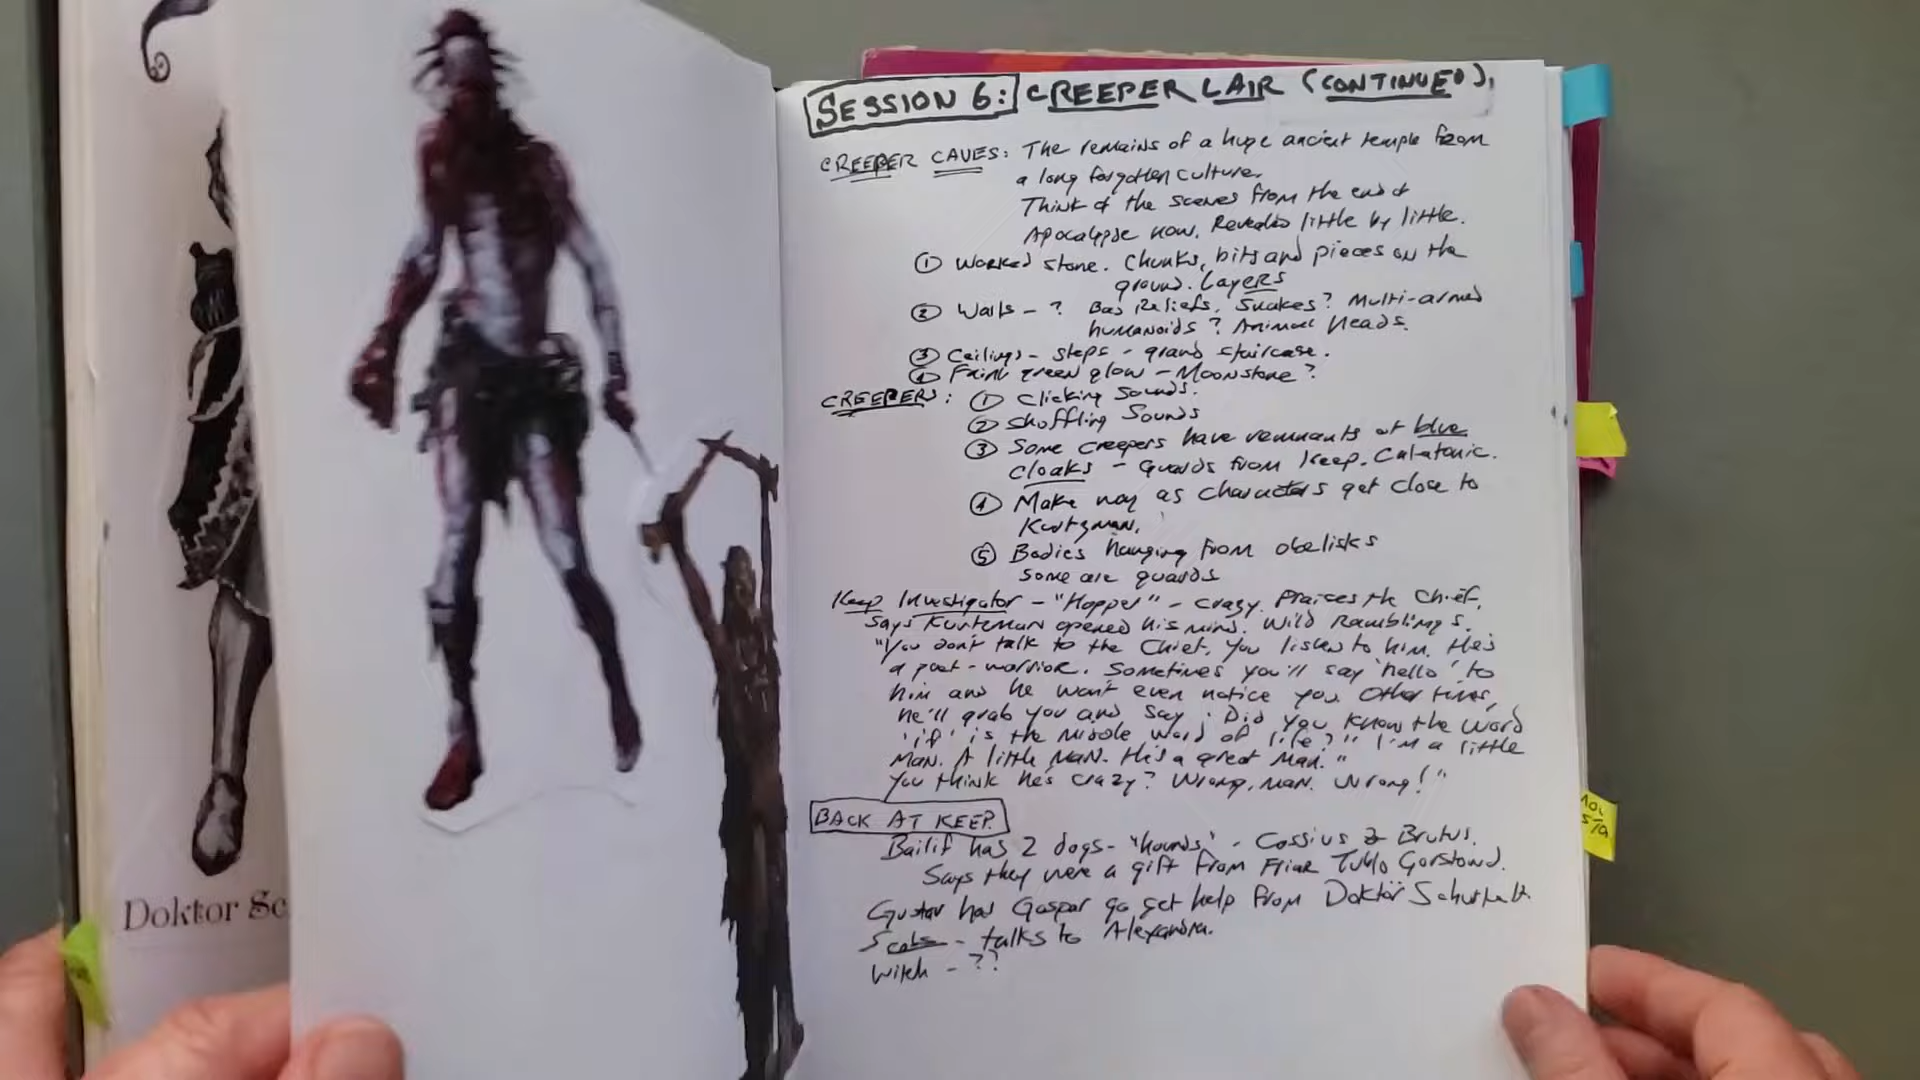 SESSION 6: CREEPER LAIR (CONTINUED).
CREEPER CAVES: The remains of a huge ancient temple from
a long forgotten culture.
Think of the scenes from the end of
Apocalypse now. Revealed little by little.
① Worked stone. Chunks, bits and pieces on the
ground. Layers
② Walls - ? Bas Reliefs. Snakes? Multi-armed
humanoids? Animal heads.
③ Ceilings - steps - grand staircase.
④ Faint green glow - Moonstone?
CREEPERS: ① Clicking Sounds.
② Shuffling Sounds
③ Some creepers have remnants of blue
cloaks - guards from keep. Catatonic.
④ Make way as characters get close to
Kurtzman.
⑤ Bodies hanging from obelisks
some are guards
Keep Investigator - "Hopper" - crazy. Praises the Chief.
Says Kurtzman opened his mind. Wild Ramblings.
"You don't talk to the Chief. You listen to him. He's
a poet-warrior. Sometimes you'll say 'hello' to
him and he won't even notice you. Other times,
he'll grab you and say, 'Did you know the word
'if' is the middle word of life?" I'm a little
man. A little man. He's a great man."
You think he's crazy? Wrong, man. Wrong!"
BACK AT KEEP.
Bailif has 2 dogs - "hounds" - Cassius & Brutus.
Says they were a gift from Friar Tublo
Gustav has Gaspar go get help from Doktor
Scabs - talks to Alexandra.
Witch - ??
Doktor Sc
Nov
5/19